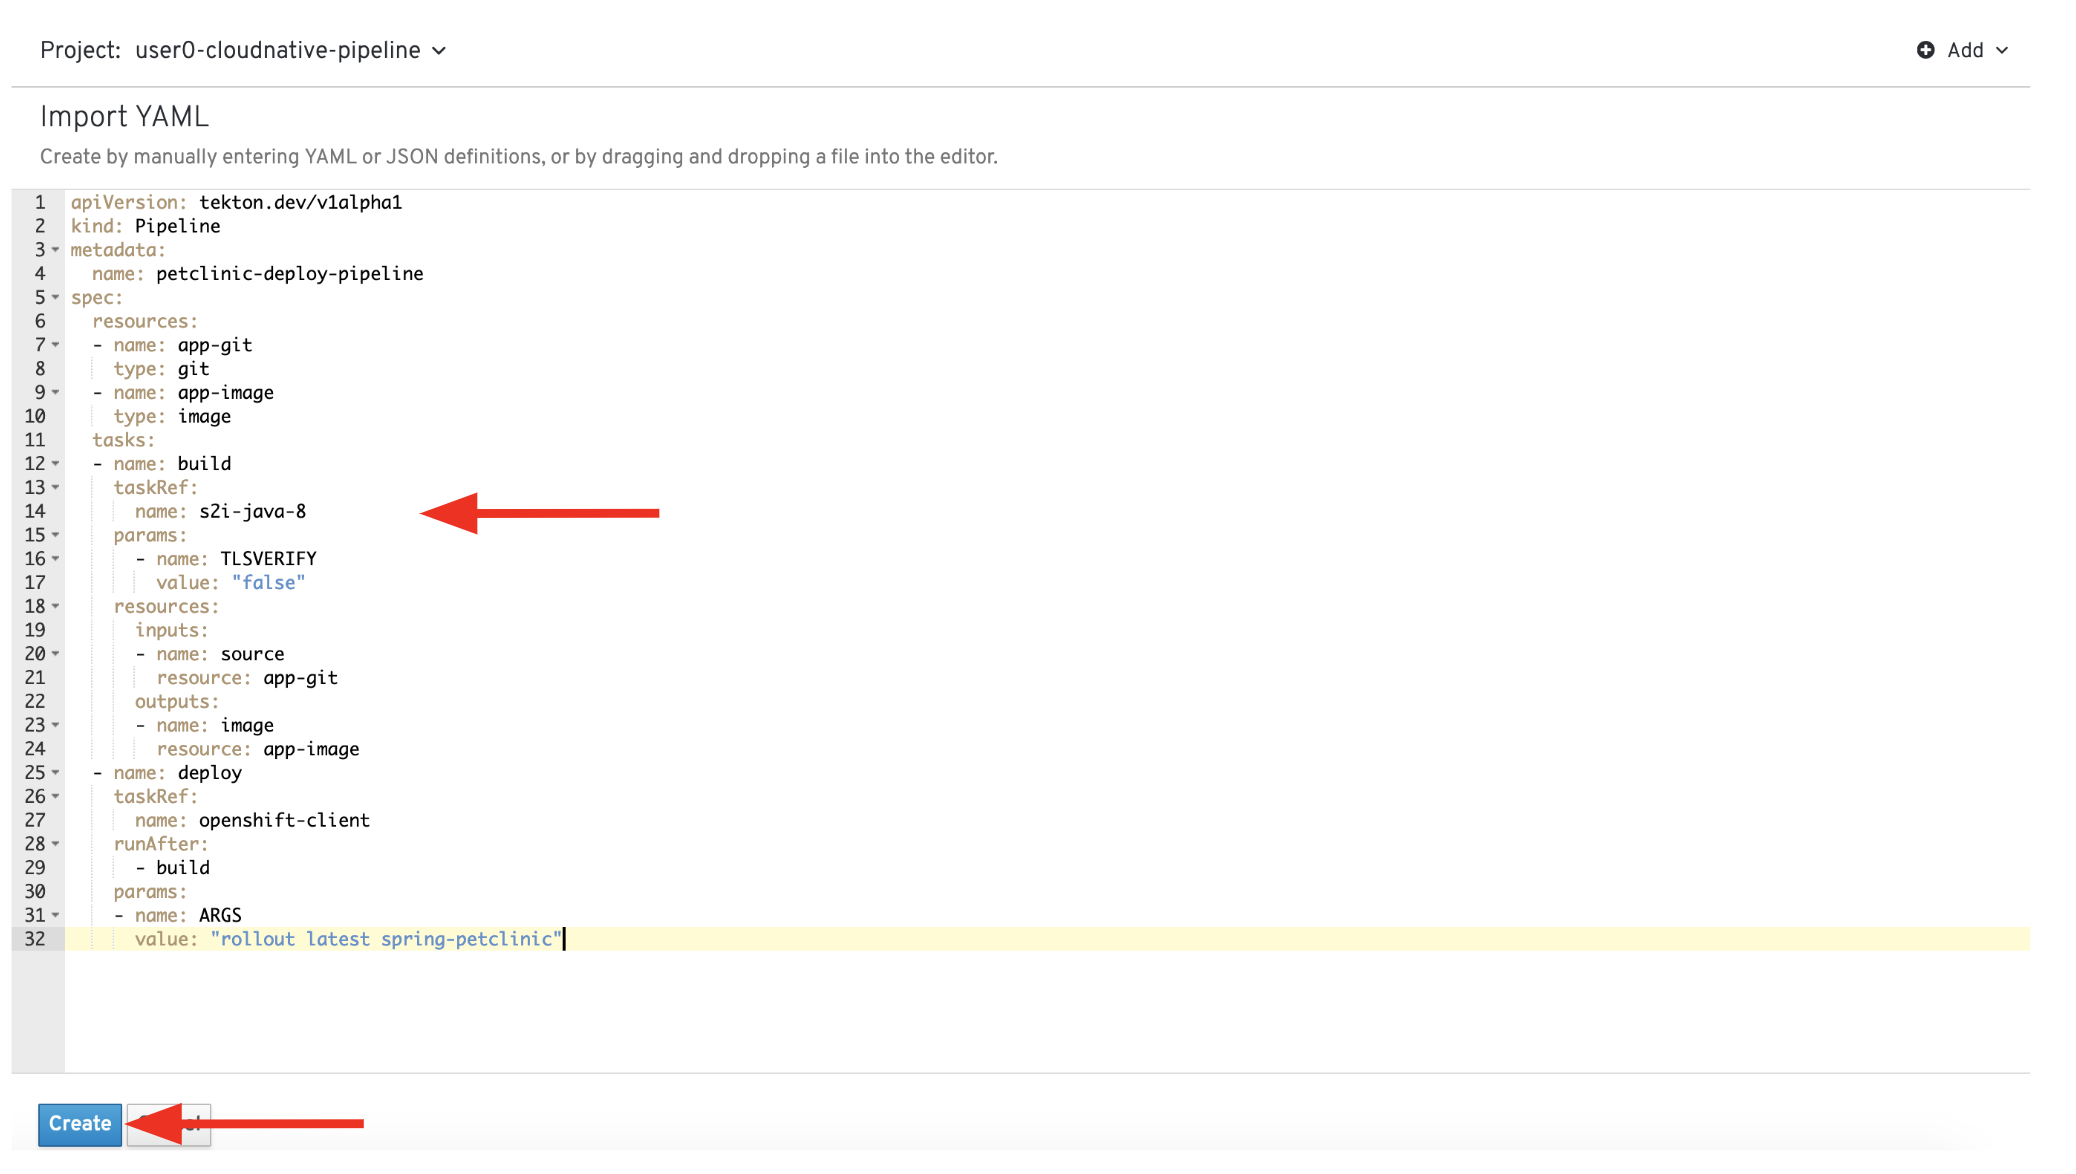 Project: user0-cloudnative-pipeline
Add
Import YAML
Create by manually entering YAML or JSON definitions, or by dragging and dropping a file into the editor.
1 apiVersion: tekton.dev/v1alpha1
2 kind: Pipeline
3 metadata:
4   name: petclinic-deploy-pipeline
5 spec:
6   resources:
7   - name: app-git
8     type: git
9   - name: app-image
10     type: image
11   tasks:
12   - name: build
13     taskRef:
14       name: s2i-java-8
15     params:
16       - name: TLSVERIFY
17         value: "false"
18     resources:
19       inputs:
20       - name: source
21         resource: app-git
22       outputs:
23       - name: image
24         resource: app-image
25   - name: deploy
26     taskRef:
27       name: openshift-client
28     runAfter:
29       - build
30     params:
31     - name: ARGS
32       value: "rollout latest spring-petclinic"
Create